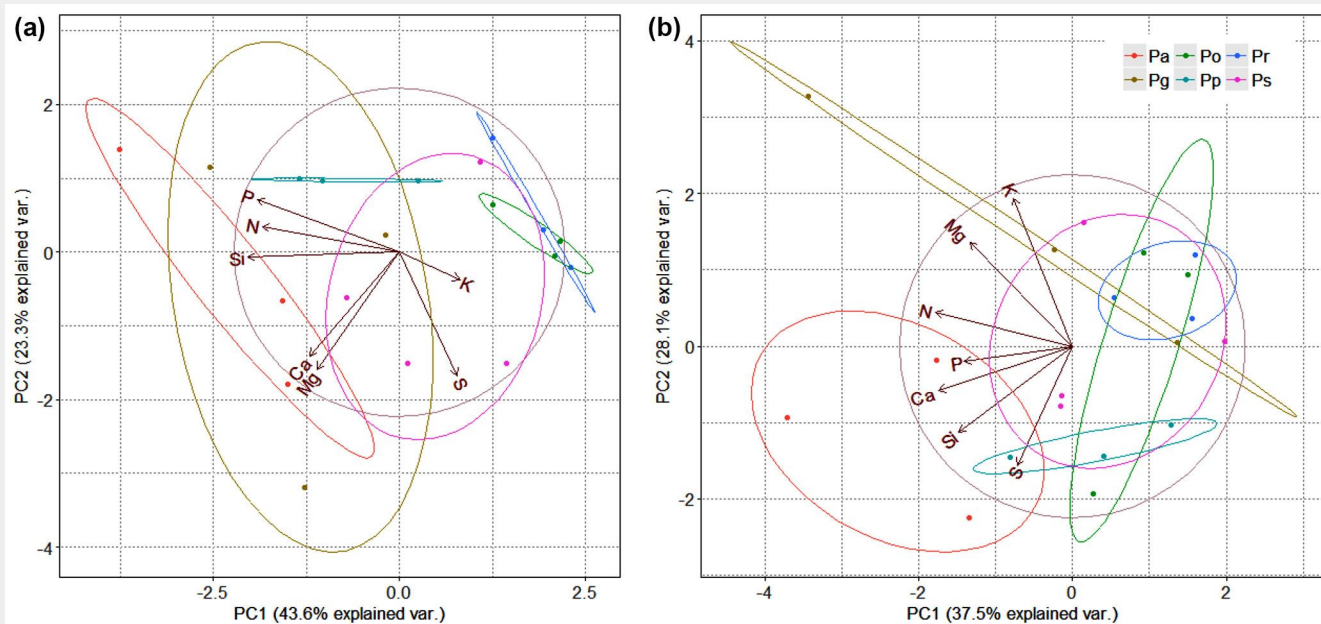 (a)
PC2 (23.3% explained var.)
2
0
-2
-4
P
N
Si
Ca
Mg
K
S
-2.5 0.0 2.5
PC1 (43.6% explained var.)
(b)
PC2 (28.1% explained var.)
4
2
0
-2
Pa Po Pr
Pg Pp Ps
K
Mg
N
P
Ca
Si
S
-4 -2 0 2
PC1 (37.5% explained var.)